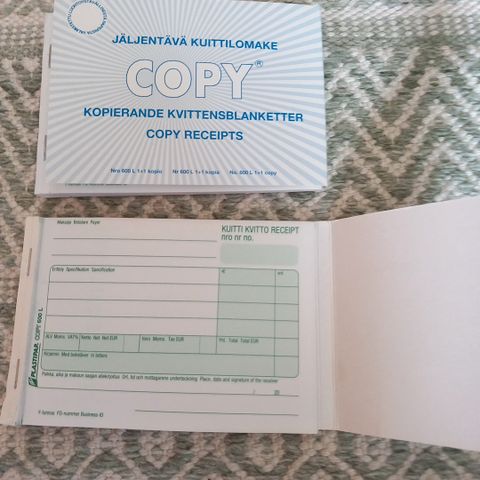 JÄLJENTÄVÄ KUITTILOMAKE
COPY®
KOPIERANDE KVITTENSBLANKETTER
COPY RECEIPTS
Nro 600 L 1+1 kopio Nr 600 L 1+1 kopia No. 600 L 1+1 copy
Maksaja Betalare Payer
KUITTI KVITTO RECEIPT
nro nr no.
Erittely Specifikation Specification
€
snt
ALV Moms. VAT% Netto Net. Net EUR Vero Moms. Tax EUR Yht. Total Total EUR
Kirjaimin Med bokstäver In letters
Paikka, aika ja maksun saajan allekirjoitus Ort, tid och mottagarens underteckning Place, date and signature of the receiver
20
Y-tunnus FO-nummer Business-ID
PLASTIPAP. COPY 600 L